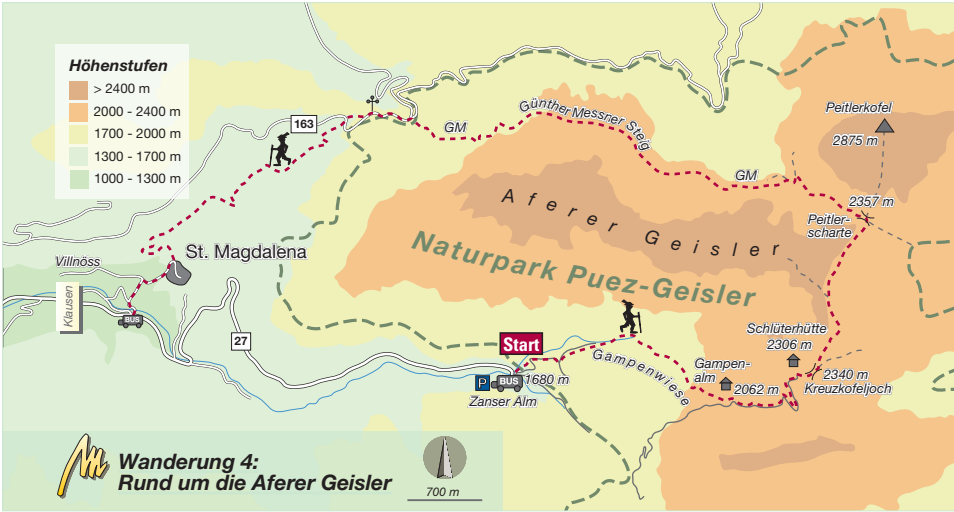 Höhenstufen
> 2400 m
2000 - 2400 m
1700 - 2000 m
1300 - 1700 m
1000 - 1300 m
163
GM
Günther Messner Steig
GM
Peitlerkofel
2875 m
2357 m
Peitler-
scharte
Aferer Geisler
Naturpark Puez-Geisler
St. Magdalena
Villnöss
Klausen
BUS
27
Start
P
BUS
1680 m
Zanser Alm
Gampenwiese
Gampen-
alm
2062 m
Schlüterhütte
2306 m
2340 m
Kreuzkofeljoch
Wanderung 4:
Rund um die Aferer Geisler
700 m